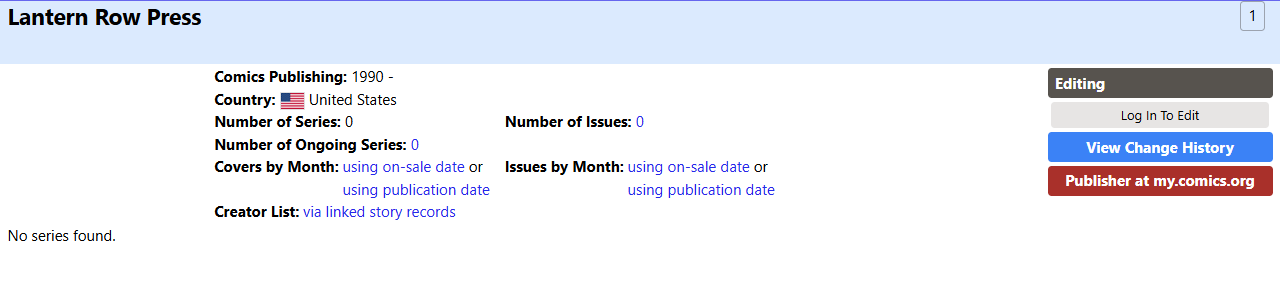 Lantern Row Press
1
Comics Publishing: 1990 -
Country: United States
Number of Series: 0 Number of Issues: 0
Number of Ongoing Series: 0
Covers by Month: using on-sale date or Issues by Month: using on-sale date or
using publication date using publication date
Creator List: via linked story records
Editing
Log In To Edit
View Change History
Publisher at my.comics.org
No series found.